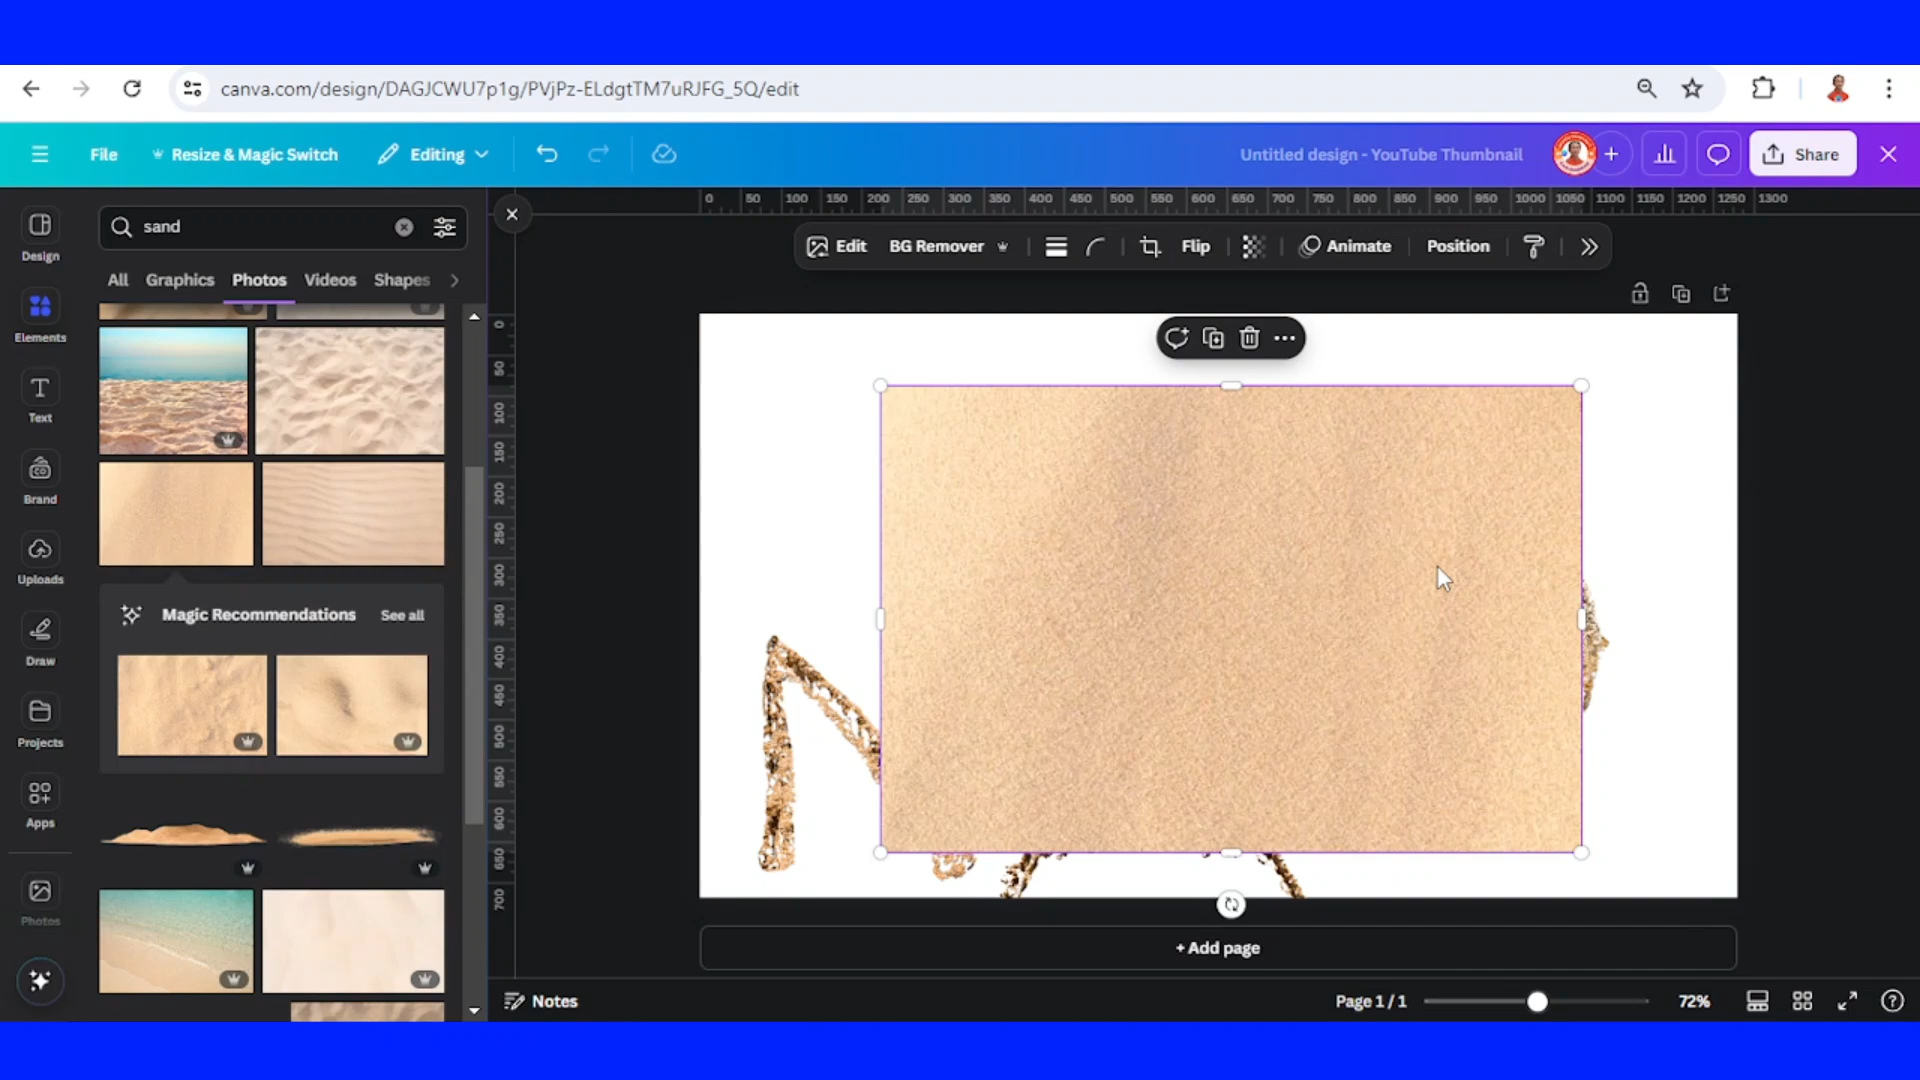 canva.com/design/DAGJCWU7p1g/PVjPz-ELdgtTM7uRJFG_5Q/edit
File
Resize & Magic Switch
Editing
Untitled design - YouTube Thumbnail
Share
0 50 100 150 200 250 300 350 400 450 500 550 600 650 700 750 800 850 900 950 1000 1050 1100 1150 1200 1250 1300
Design
Elements
Text
Brand
Uploads
Draw
Projects
Apps
Photos
sand
All
Graphics
Photos
Videos
Shapes
Magic Recommendations
See all
Edit
BG Remover
Flip
Animate
Position
0
50
100
150
200
250
300
350
400
450
500
550
600
650
700
+ Add page
Notes
Page 1 / 1
72%